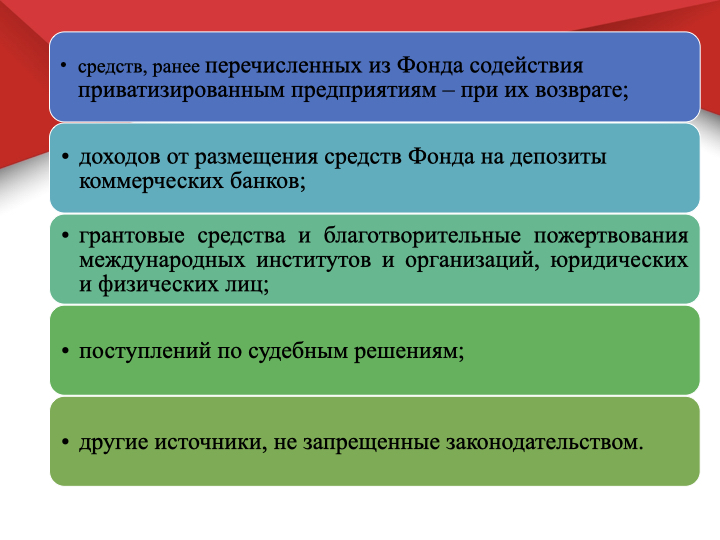 • средств, ранее перечисленных из Фонда содействия
приватизированным предприятиям – при их возврате;
• доходов от размещения средств Фонда на депозиты
коммерческих банков;
• грантовые средства и благотворительные пожертвования
международных институтов и организаций, юридических
и физических лиц;
• поступлений по судебным решениям;
• другие источники, не запрещенные законодательством.